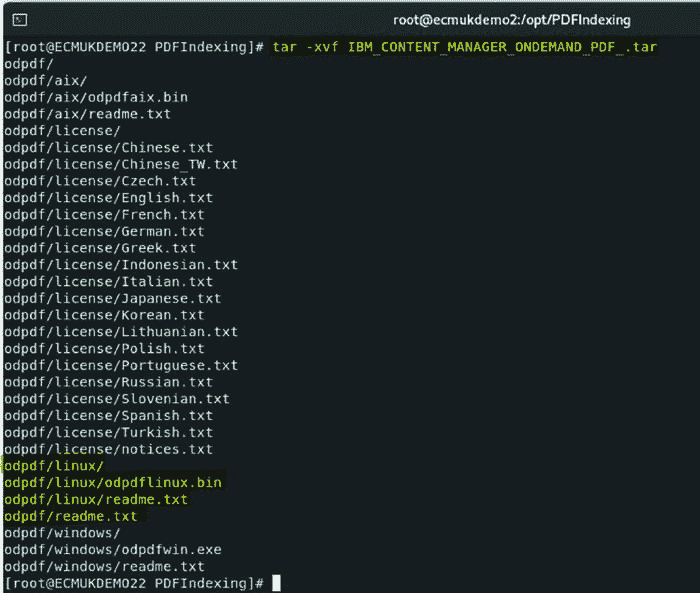 root@ecmukdemo2:/opt/PDFIndexing
[root@ECMUKDEMO22 PDFIndexing]# tar -xvf IBM_CONTENT_MANAGER_ONDEMAND_PDF_.tar
odpdf/
odpdf/aix/
odpdf/aix/odpdfaix.bin
odpdf/aix/readme.txt
odpdf/license/
odpdf/license/Chinese.txt
odpdf/license/Chinese_TW.txt
odpdf/license/Czech.txt
odpdf/license/English.txt
odpdf/license/French.txt
odpdf/license/German.txt
odpdf/license/Greek.txt
odpdf/license/Indonesian.txt
odpdf/license/Italian.txt
odpdf/license/Japanese.txt
odpdf/license/Korean.txt
odpdf/license/Lithuanian.txt
odpdf/license/Polish.txt
odpdf/license/Portuguese.txt
odpdf/license/Russian.txt
odpdf/license/Slovenian.txt
odpdf/license/Spanish.txt
odpdf/license/Turkish.txt
odpdf/license/notices.txt
odpdf/linux/
odpdf/linux/odpdflinux.bin
odpdf/linux/readme.txt
odpdf/readme.txt
odpdf/windows/
odpdf/windows/odpdfwin.exe
odpdf/windows/readme.txt
[root@ECMUKDEMO22 PDFIndexing]#